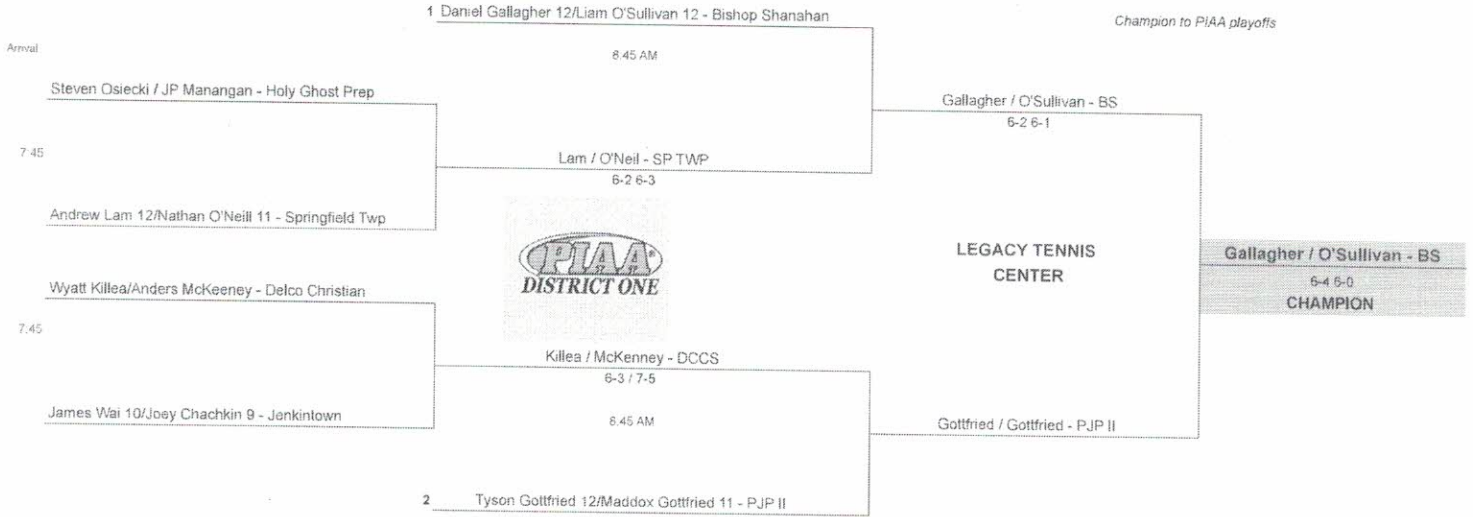 1 Daniel Gallagher 12/Liam O'Sullivan 12 - Bishop Shanahan
Champion to PIAA playoffs
Arrival
8:45 AM
Steven Osiecki / JP Manangan - Holy Ghost Prep
Gallagher / O'Sullivan - BS
6-2 6-1
7:45
Lam / O'Neil - SP TWP
6-2 6-3
Andrew Lam 12/Nathan O'Neill 11 - Springfield Twp
PIAA®
DISTRICT ONE
LEGACY TENNIS
CENTER
Gallagher / O'Sullivan - BS
6-4 6-0
CHAMPION
Wyatt Killea/Anders McKeeney - Delco Christian
7:45
Killea / McKenney - DCCS
6-3 / 7-5
James Wai 10/Joey Chachkin 9 - Jenkintown
8:45 AM
Gottfried / Gottfried - PJP II
2 Tyson Gottfried 12/Maddox Gottfried 11 - PJP II